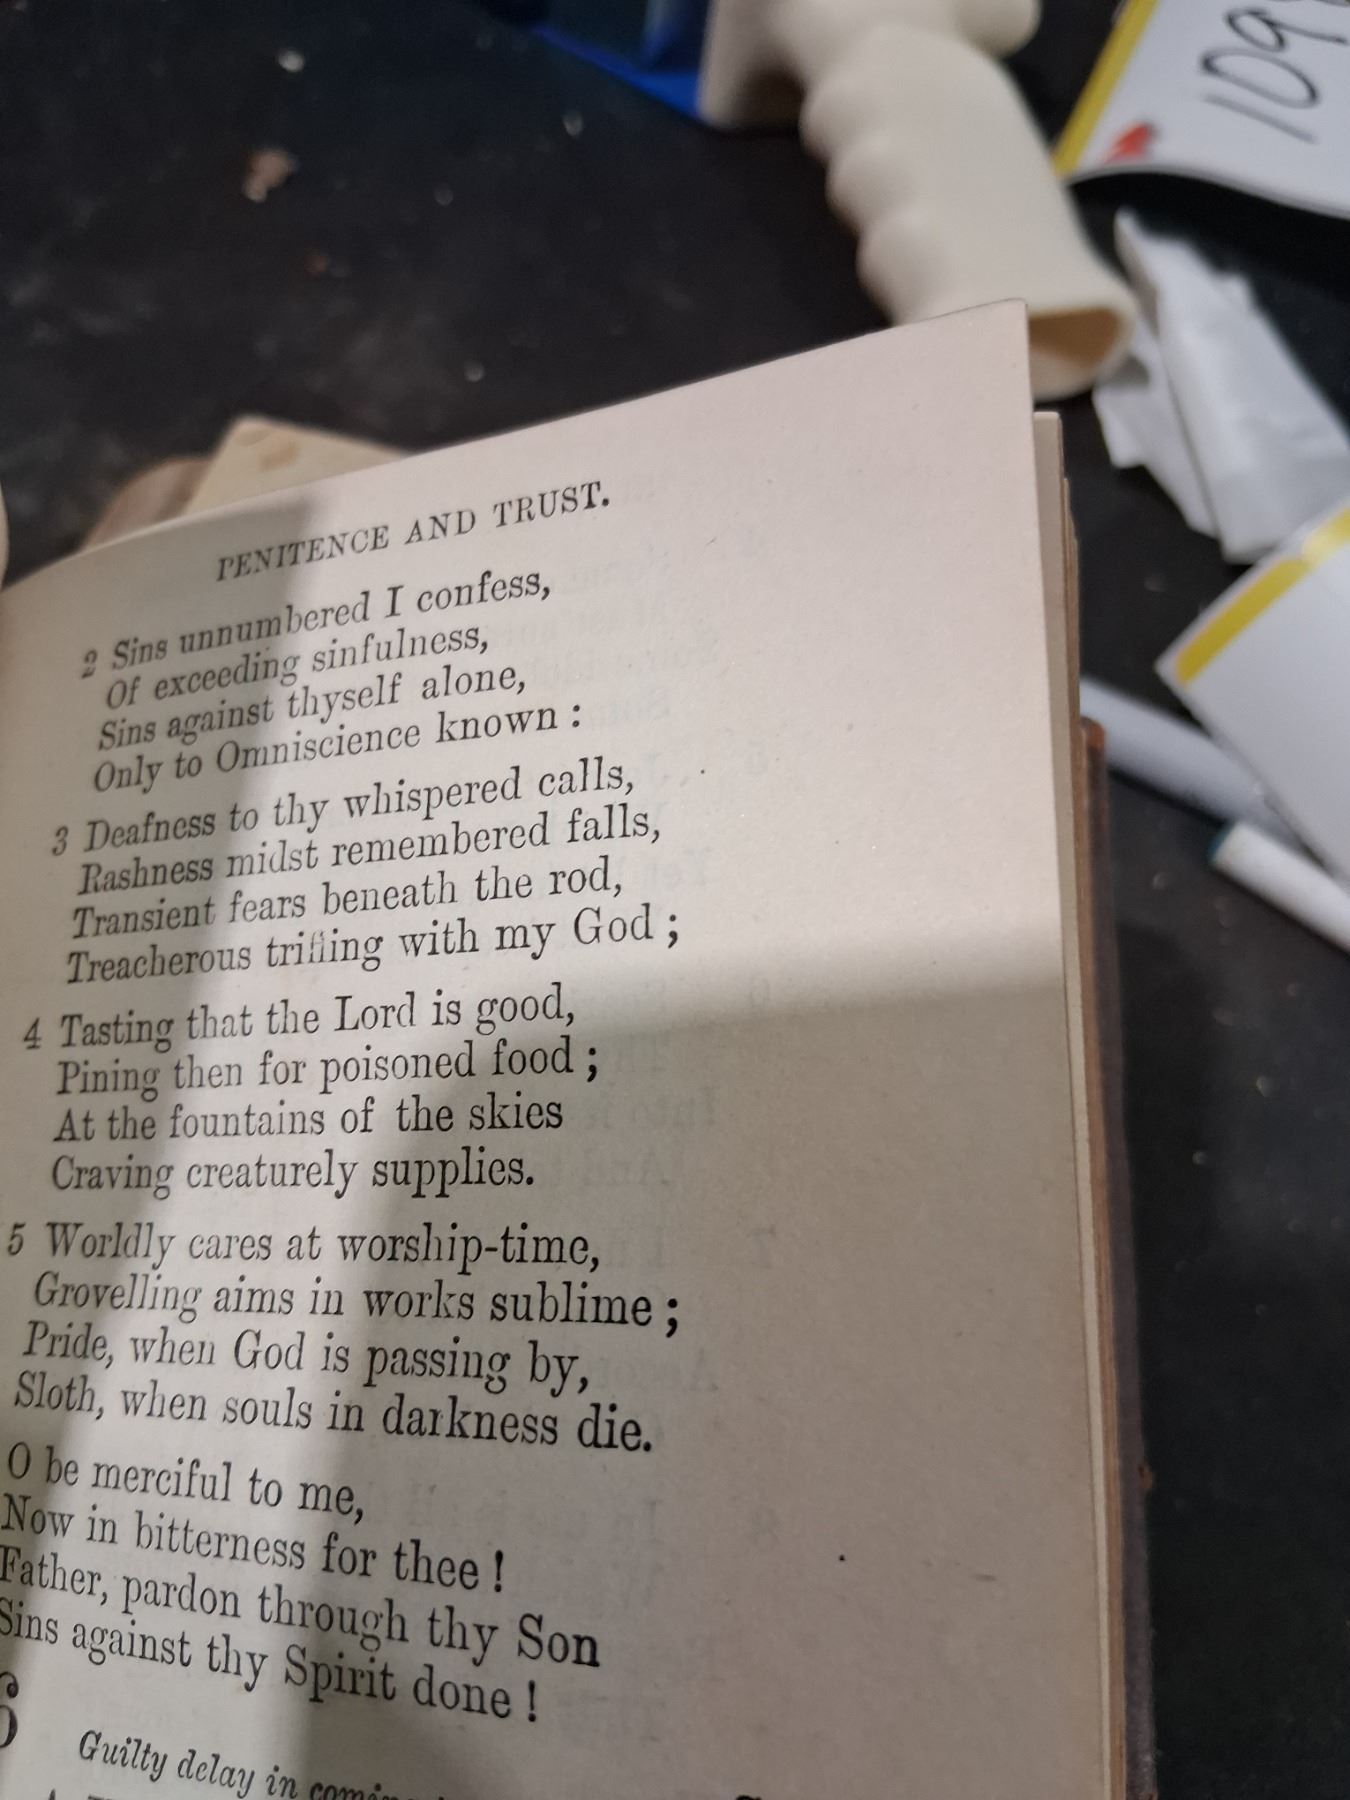 109
PENITENCE AND TRUST.
2 Sins unnumbered I confess,
Of exceeding sinfulness,
Sins against thyself alone,
Only to Omniscience known :
3 Deafness to thy whispered calls,
Rashness midst remembered falls,
Transient fears beneath the rod,
Treacherous trifling with my God ;
4 Tasting that the Lord is good,
Pining then for poisoned food ;
At the fountains of the skies
Craving creaturely supplies.
5 Worldly cares at worship-time,
Grovelling aims in works sublime ;
Pride, when God is passing by,
Sloth, when souls in darkness die.
O be merciful to me,
Now in bitterness for thee !
Father, pardon through thy Son
Sins against thy Spirit done !
Guilty delay in